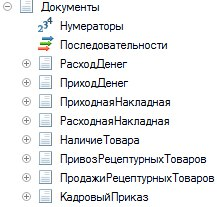 Документы
Нумераторы
Последовательности
РасходДенег
ПриходДенег
ПриходнаяНакладная
РасходнаяНакладная
НаличиеТовара
ПривозРецептурныхТоваров
ПродажиРецептурныхТоваров
КадровыйПриказ